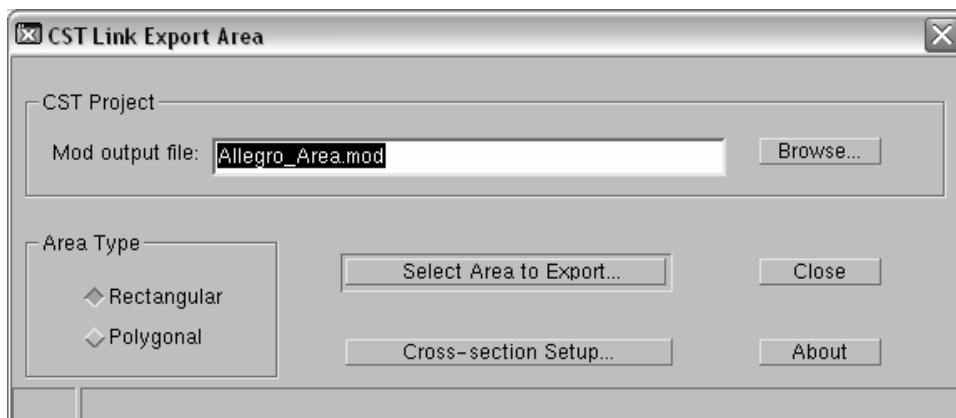 CST Link Export Area
CST Project
Mod output file: Allegro_Area.mod Browse...
Area Type
Select Area to Export... Close
Rectangular
Polygonal
Cross-section Setup... About